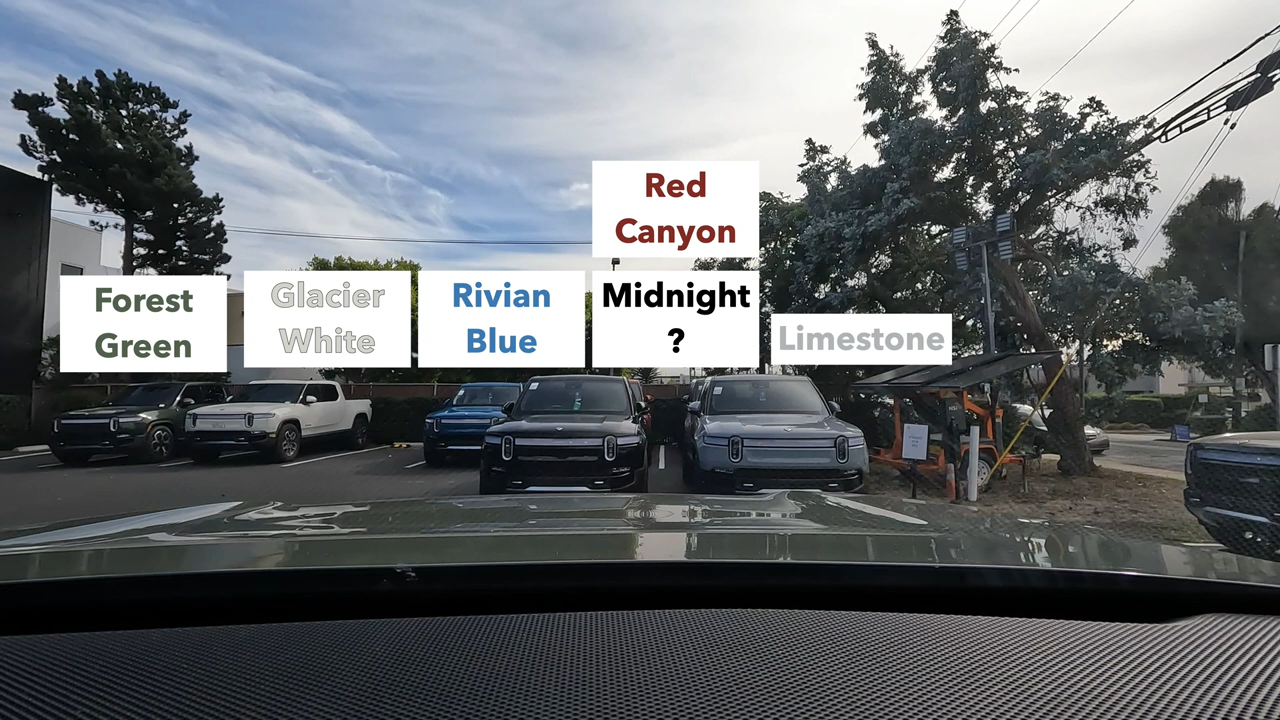 Red
Canyon
Forest
Green
Glacier
White
Rivian
Blue
Midnight
?
Limestone